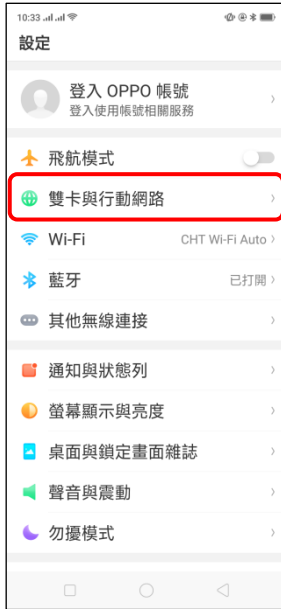 10:33
設定
登入 OPPO 帳號
登入使用帳號相關服務
飛航模式
雙卡與行動網路
Wi-Fi CHT Wi-Fi Auto
藍牙 已打開
其他無線連接
通知與狀態列
螢幕顯示與亮度
桌面與鎖定畫面雜誌
聲音與震動
勿擾模式